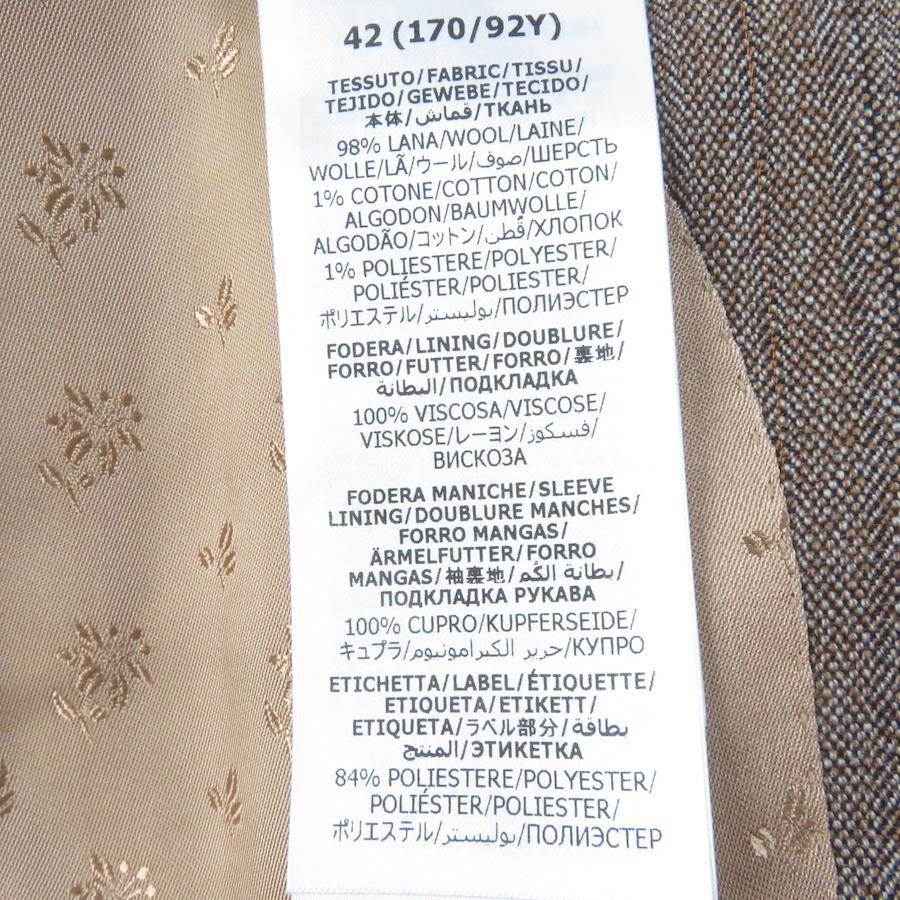 42 (170/92Y)
TESSUTO/FABRIC/TISSU/
TEJIDO/GEWEBE/TECIDO/
本体/قماش/ТКАНЬ
98% LANA/WOOL/LAINE/
WOLLE/LÃ/ウール/صوف/ШЕРСТЬ
1% COTONE/COTTON/COTON/
ALGODON/BAUMWOLLE/
ALGODÃO/コットン/قُطن/ХЛОПОК
1% POLIESTERE/POLYESTER/
POLIÉSTER/POLIESTER/
ポリエステル/بوليستر/ПОЛИЭСТЕР
FODERA/LINING/DOUBLURE/
FORRO/FUTTER/FORRO/裏地/
البطانة/ПОДКЛАДКА
100% VISCOSA/VISCOSE/
VISKOSE/レーヨン/فسكوز/
ВИСКОЗА
FODERA MANICHE/SLEEVE
LINING/DOUBLURE MANCHES/
FORRO MANGAS/
ÄRMELFUTTER/FORRO
MANGAS/袖裏地/بطانة الكُم/
ПОДКЛАДКА РУКАВА
100% CUPRO/KUPFERSEIDE/
キュプラ/حرير الكبرامونيوم/КУПРО
ETICHETTA/LABEL/ÉTIQUETTE/
ETIQUETA/ETIKETT/
ETIQUETA/ラベル部分/بطاقة
المنتج/ЭТИКЕТКА
84% POLIESTERE/POLYESTER/
POLIÉSTER/POLIESTER/
ポリエステル/بوليستر/ПОЛИЭСТЕР